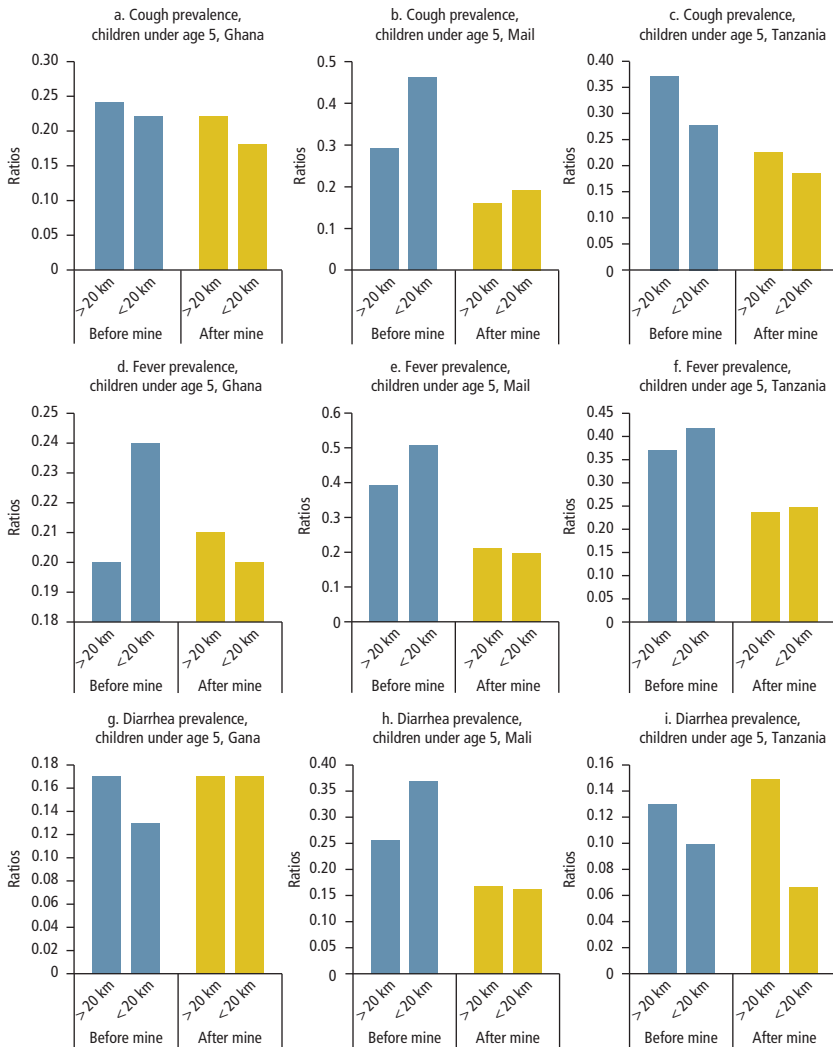 a. Cough prevalence,
children under age 5, Ghana
Ratios
0.30
0.25
0.20
0.15
0.10
0.05
0
>20 km
<20 km
>20 km
<20 km
Before mine
After mine
b. Cough prevalence,
children under age 5, Mail
Ratios
0.5
0.4
0.3
0.2
0.1
0
>20 km
<20 km
>20 km
<20 km
Before mine
After mine
c. Cough prevalence,
children under age 5, Tanzania
Ratios
0.40
0.35
0.30
0.25
0.20
0.15
0.10
0.05
0
>20 km
<20 km
>20 km
<20 km
Before mine
After mine
d. Fever prevalence,
children under age 5, Ghana
Ratios
0.25
0.24
0.23
0.22
0.21
0.20
0.19
0.18
>20 km
<20 km
>20 km
<20 km
Before mine
After mine
e. Fever prevalence,
children under age 5, Mail
Ratios
0.6
0.5
0.4
0.3
0.2
0.1
0
>20 km
<20 km
>20 km
<20 km
Before mine
After mine
f. Fever prevalence,
children under age 5, Tanzania
Ratios
0.45
0.40
0.35
0.30
0.25
0.20
0.15
0.10
0.05
0
>20 km
<20 km
>20 km
<20 km
Before mine
After mine
g. Diarrhea prevalence,
children under age 5, Gana
Ratios
0.18
0.16
0.14
0.12
0.10
0.08
0.06
0.04
0.02
0
>20 km
<20 km
>20 km
<20 km
Before mine
After mine
h. Diarrhea prevalence,
children under age 5, Mali
Ratios
0.40
0.35
0.30
0.25
0.20
0.15
0.10
0.05
0
>20 km
<20 km
>20 km
<20 km
Before mine
After mine
i. Diarrhea prevalence,
children under age 5, Tanzania
Ratios
0.16
0.14
0.12
0.10
0.08
0.06
0.04
0.02
0
>20 km
<20 km
>20 km
<20 km
Before mine
After mine